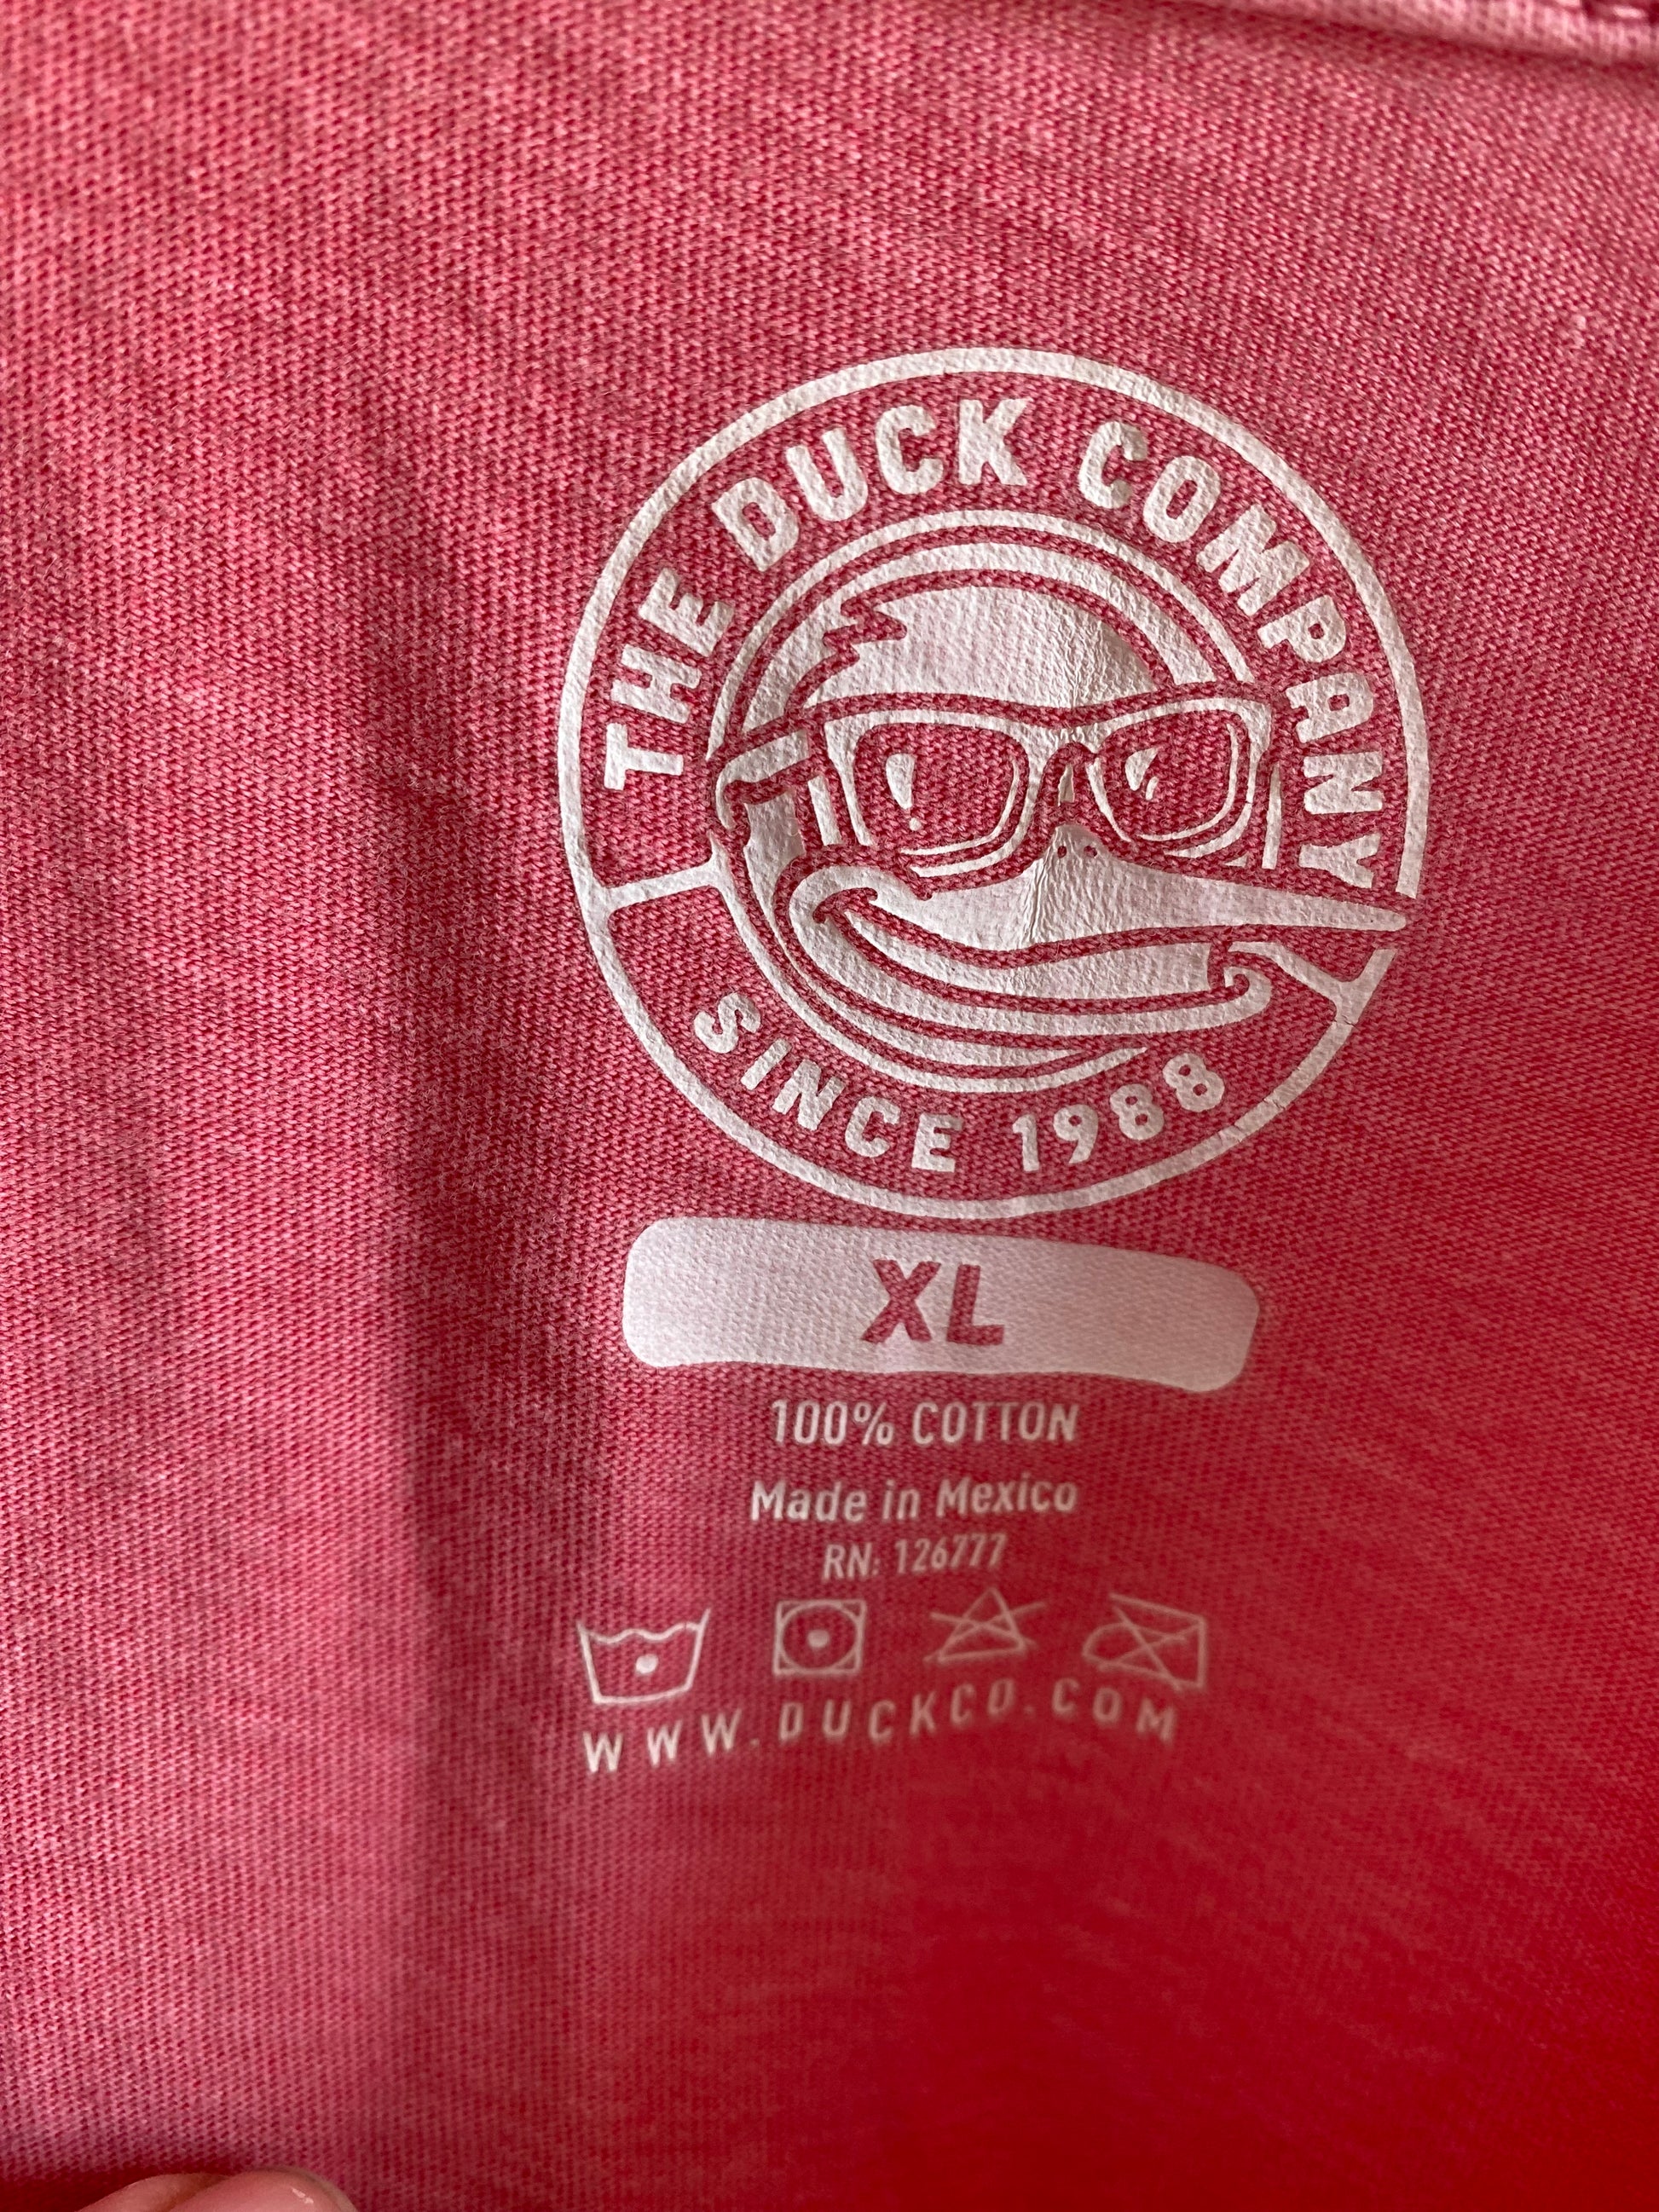 THE DUCK COMPANY
SINCE 1988
XL
100% COTTON
Made in Mexico
RN: 126777
WWW.DUCKCO.COM